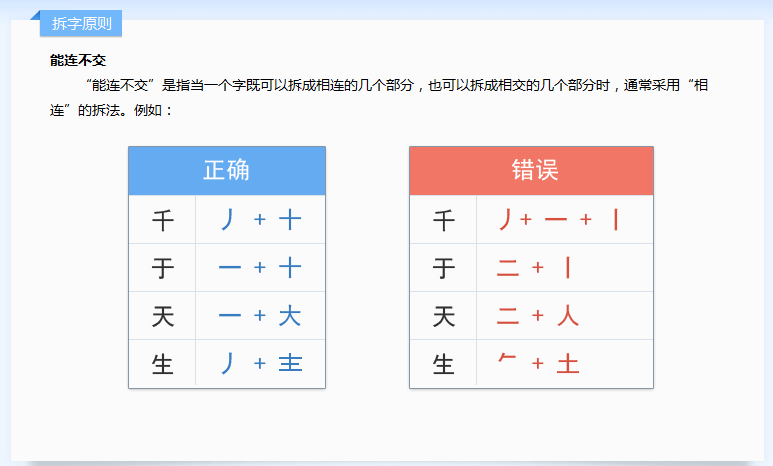 拆字原则
能连不交
“能连不交”是指当一个字既可以拆成相连的几个部分，也可以拆成相交的几个部分时，通常采用“相
连”的拆法。例如：
正确 错误
千 丿 + 十 千 丿+ 一 + 丨
于 一 + 十 于 二 + 丨
天 一 + 大 天 二 + 人
生 丿 + 龶 生 𠂉 + 土